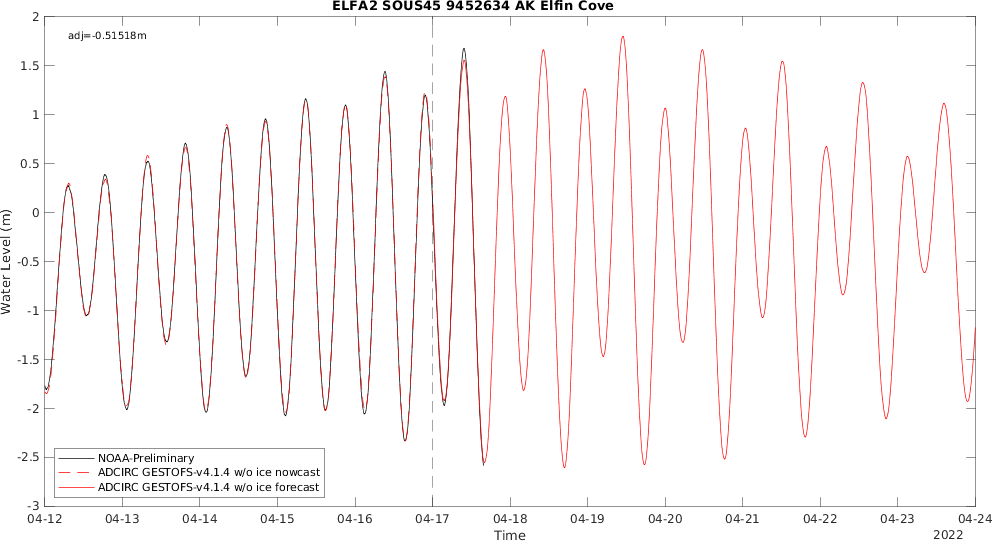 ELFA2 SOUS45 9452634 AK Elfin Cove
adj=-0.51518m
2
1.5
1
0.5
0
-0.5
-1
-1.5
-2
-2.5
-3
Water Level (m)
NOAA-Preliminary
ADCIRC GESTOFS-v4.1.4 w/o ice nowcast
ADCIRC GESTOFS-v4.1.4 w/o ice forecast
04-12 04-13 04-14 04-15 04-16 04-17 04-18 04-19 04-20 04-21 04-22 04-23 04-24
Time
2022